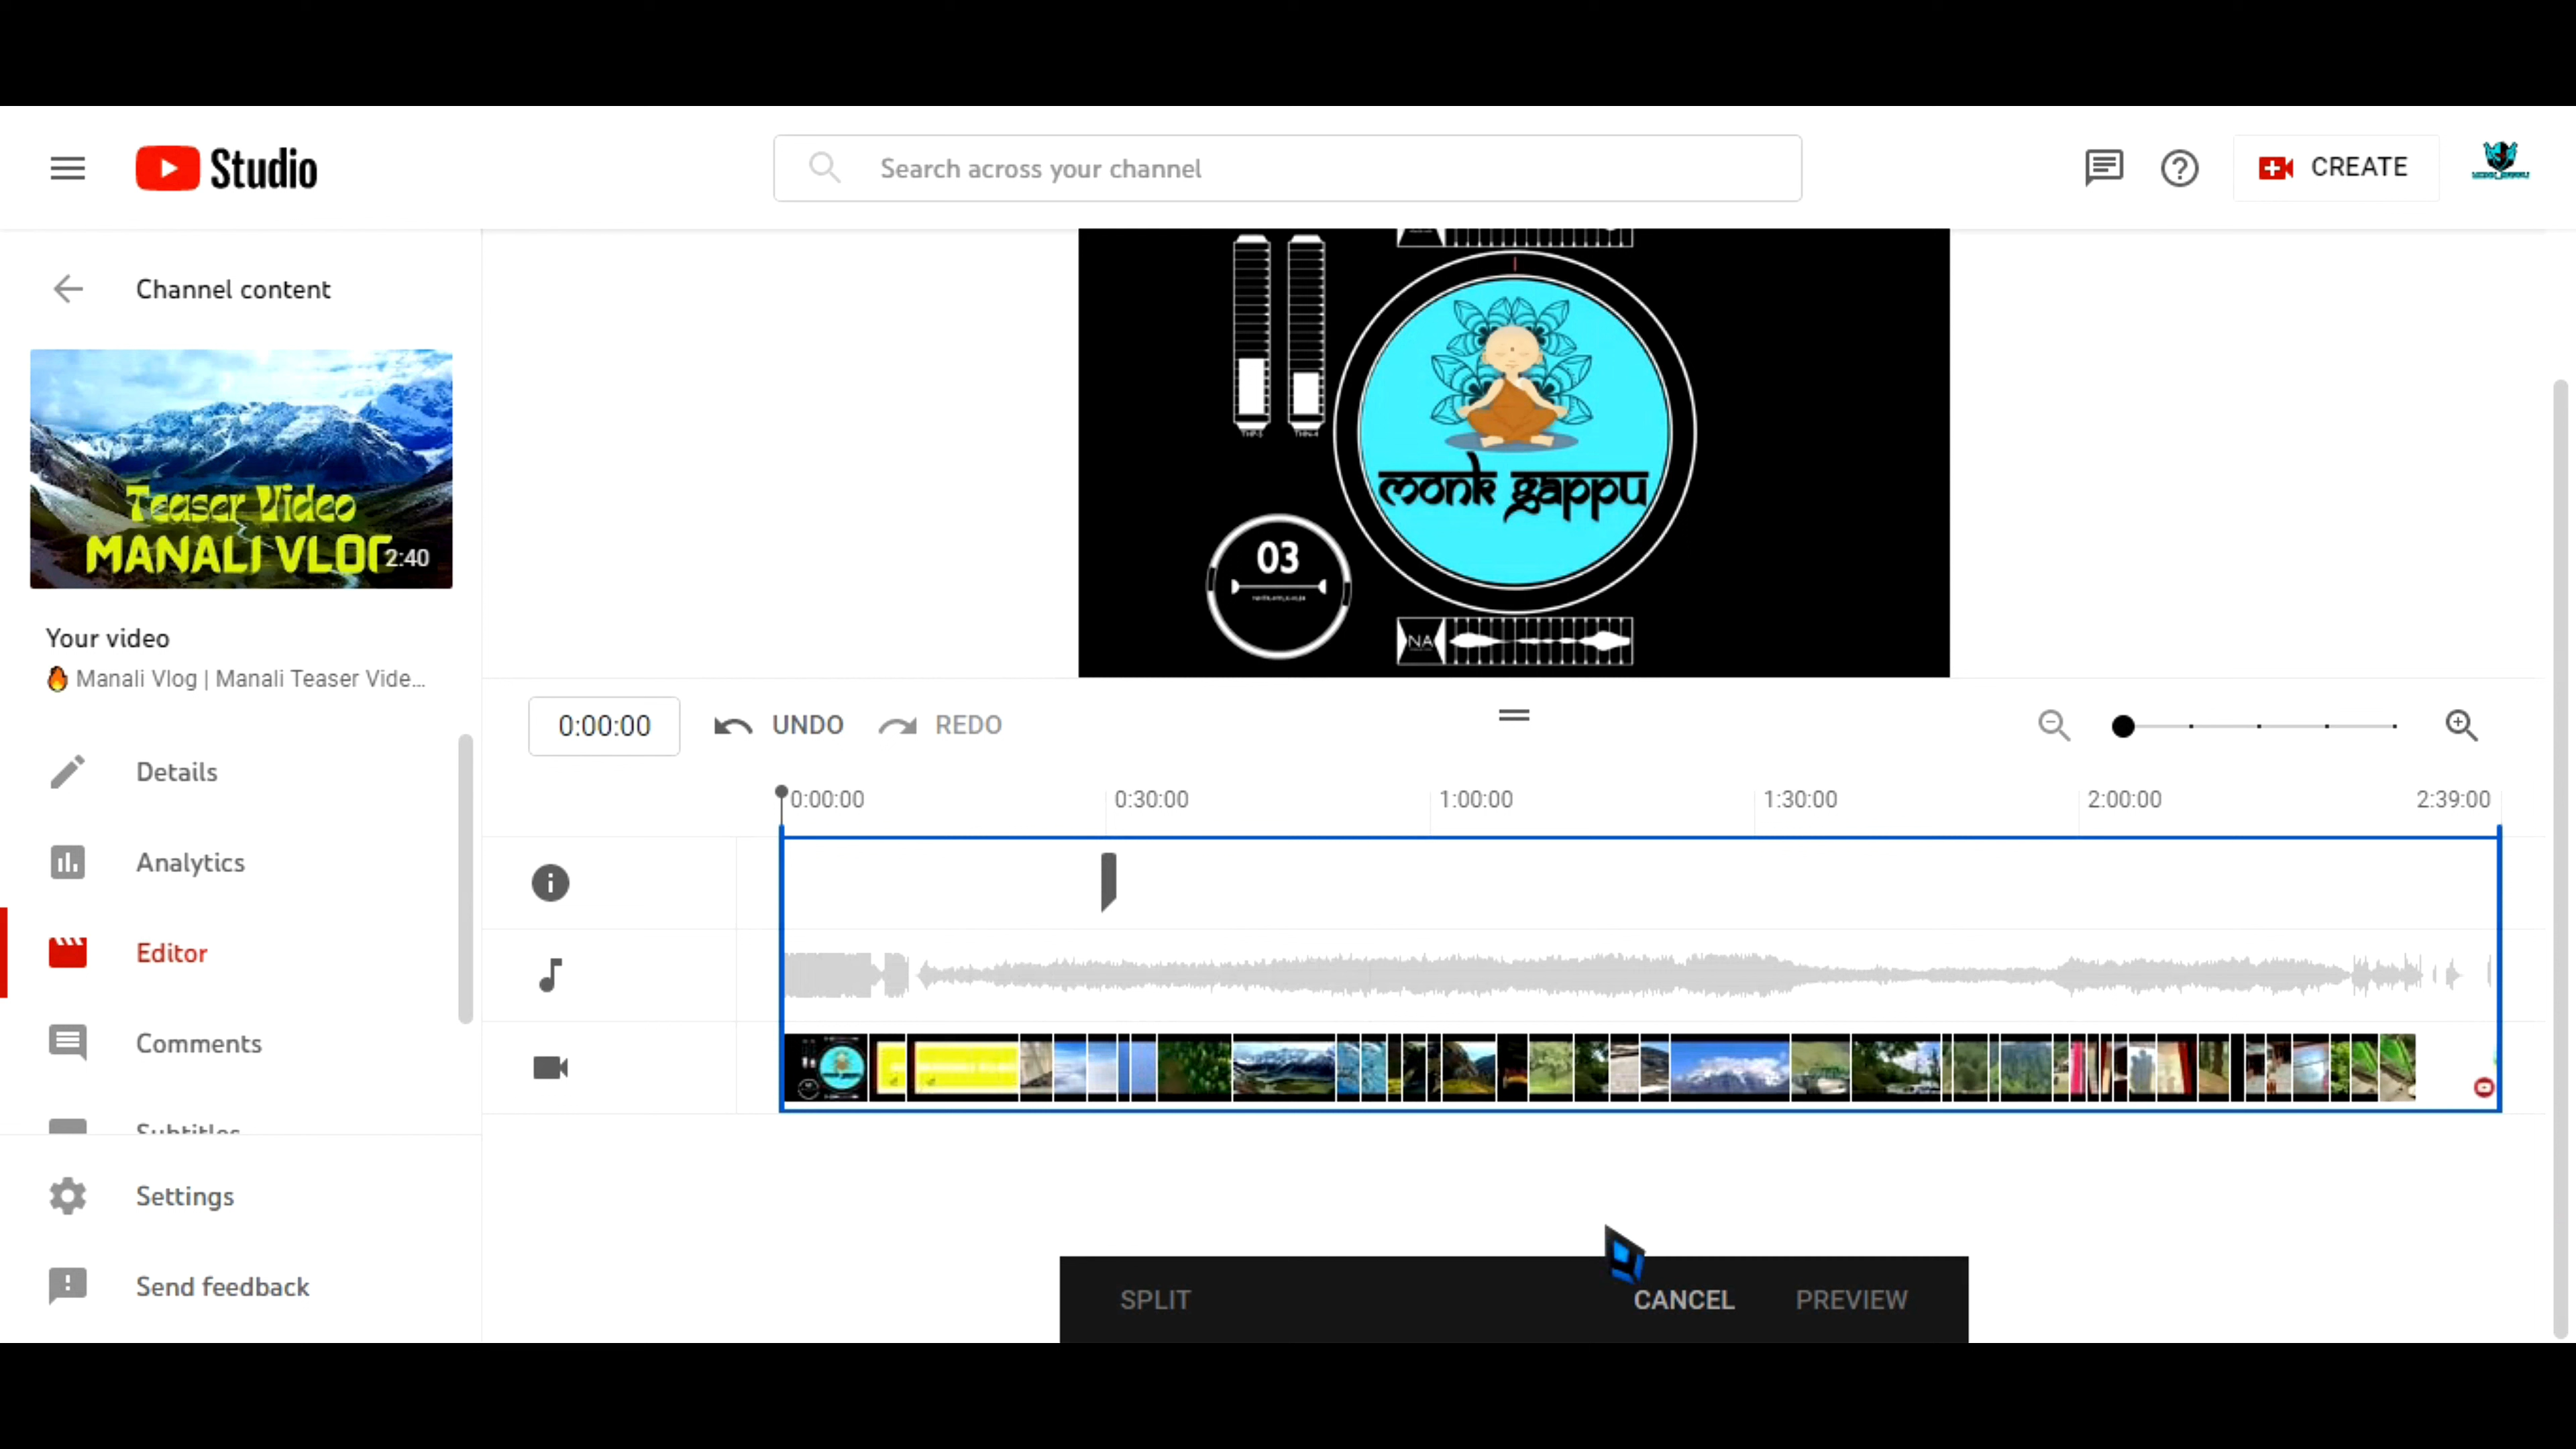 Studio
Search across your channel
CREATE
Channel content
Teaser Video
MANALI VLOG
2:40
Your video
🔥 Manali Vlog | Manali Teaser Vide...
Details
Analytics
Editor
Comments
Subtitles
Settings
Send feedback
monk gappu
03
NA
0:00:00
UNDO
REDO
0:00:00
0:30:00
1:00:00
1:30:00
2:00:00
2:39:00
SPLIT
CANCEL
PREVIEW